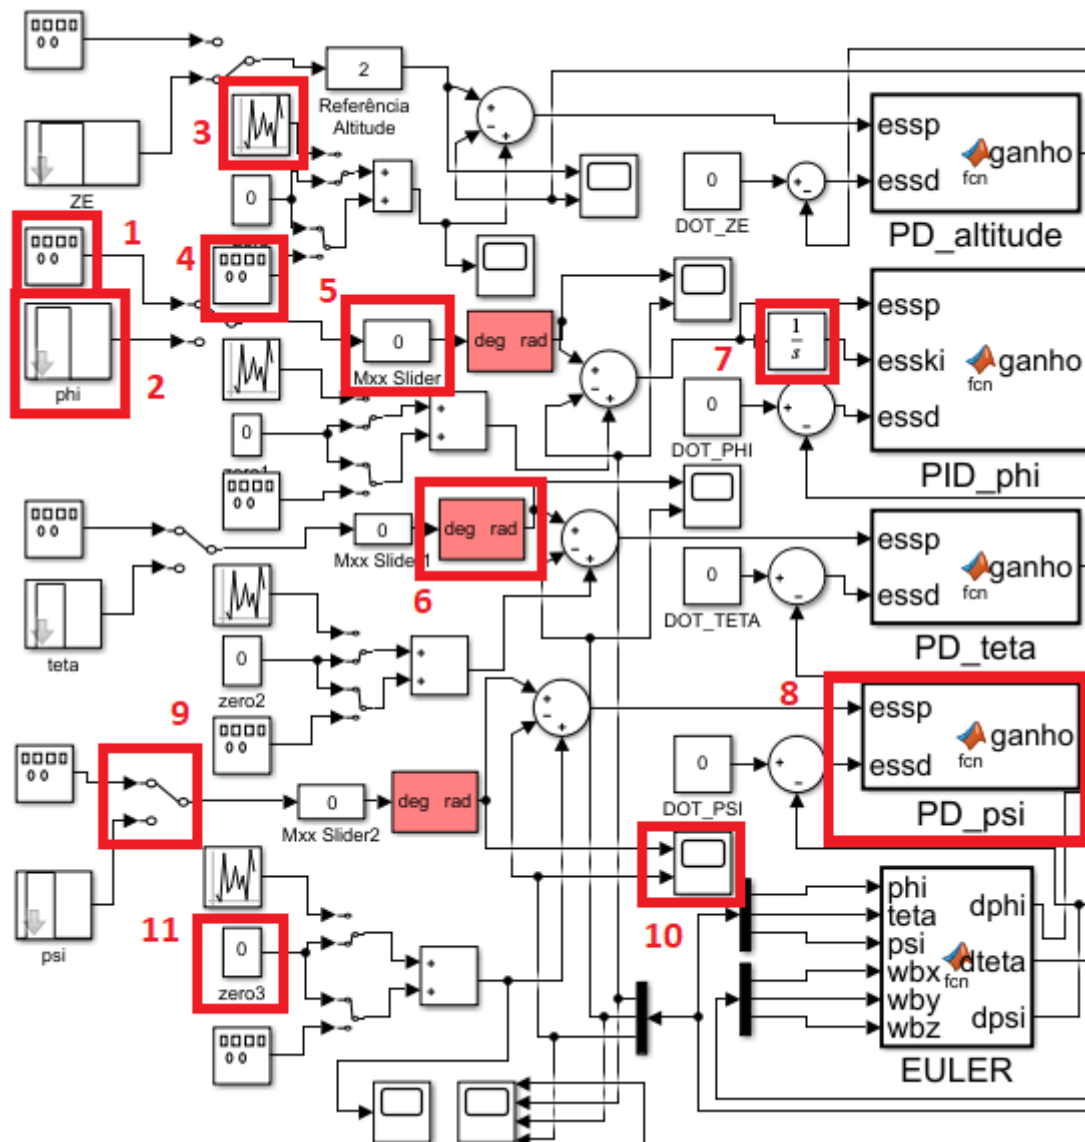 2
Referência
Altitude
3
0
ZE
1
4
5
0
Mxx Slider
deg rad
phi
2
0
0
DOT_ZE
essp
essd
ganho
fcn
PD_altitude
7
1
s
0
DOT_PHI
essp
esski
essd
ganho
fcn
PID_phi
0
Mxx Slider1
deg rad
6
teta
0
zero2
0
DOT_TETA
essp
essd
ganho
fcn
PD_teta
8
9
0
Mxx Slider2
deg rad
0
DOT_PSI
essp
essd
ganho
fcn
PD_psi
psi
11
0
zero3
10
phi
teta
psi
wbx
wby
wbz
fcn
dphi
dteta
dpsi
EULER